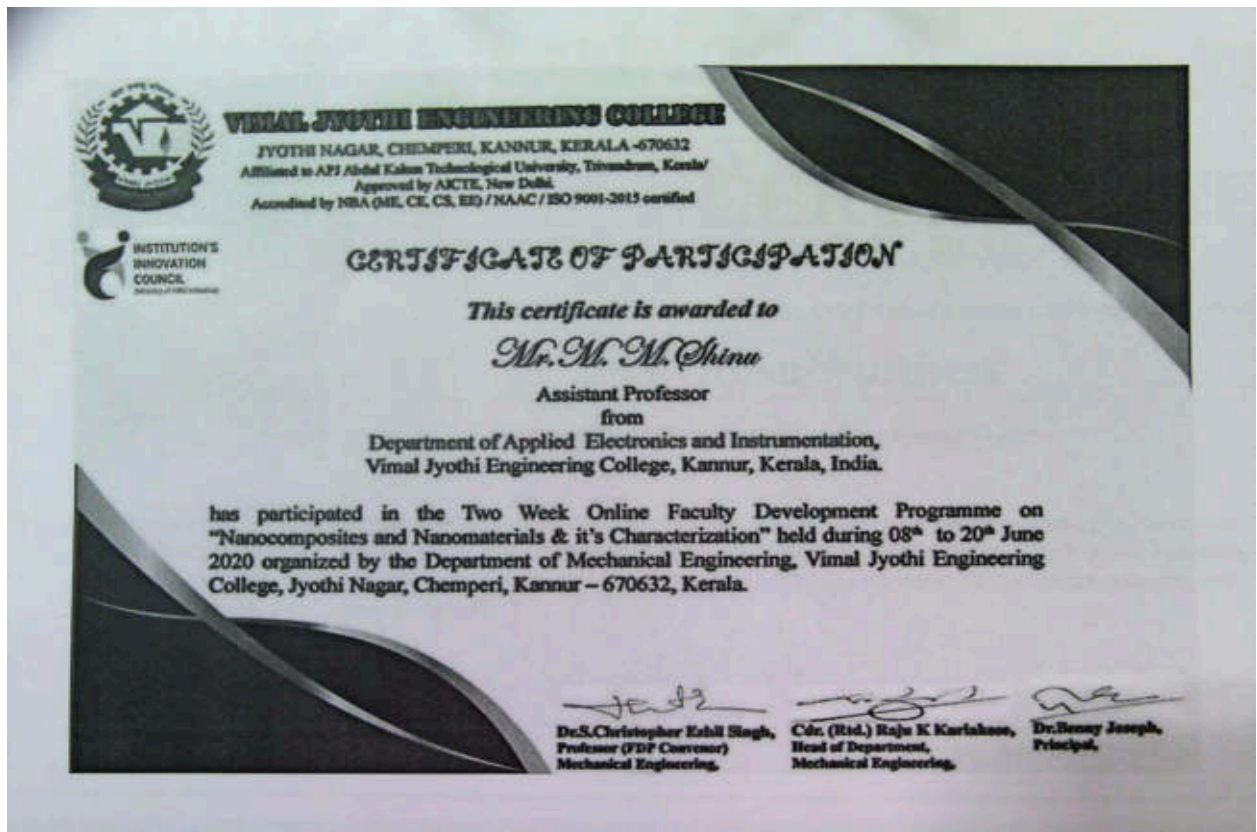 VIMAL JYOTHI ENGINEERING COLLEGE
JYOTHI NAGAR, CHEMPERI, KANNUR, KERALA -670632
Affiliated to APJ Abdul Kalam Technological University, Trivandrum, Kerala/
Approved by AICTE, New Delhi.
Accredited by NBA (ME, CE, CS, EE) / NAAC / ISO 9001-2015 certified
INSTITUTION'S
INNOVATION
COUNCIL
CERTIFICATE OF PARTICIPATION
This certificate is awarded to
Mr. M. M. Shinu
Assistant Professor
from
Department of Applied Electronics and Instrumentation,
Vimal Jyothi Engineering College, Kannur, Kerala, India.
has participated in the Two Week Online Faculty Development Programme on
"Nanocomposites and Nanomaterials & it's Characterization" held during 08th to 20th June
2020 organized by the Department of Mechanical Engineering, Vimal Jyothi Engineering
College, Jyothi Nagar, Chemperi, Kannur – 670632, Kerala.
Dr.S.Christopher Ezhil Singh,
Professor (FDP Convenor)
Mechanical Engineering,
Cdr. (Rtd.) Raju K Kuriakose,
Head of Department,
Mechanical Engineering,
Dr.Benny Joseph,
Principal,